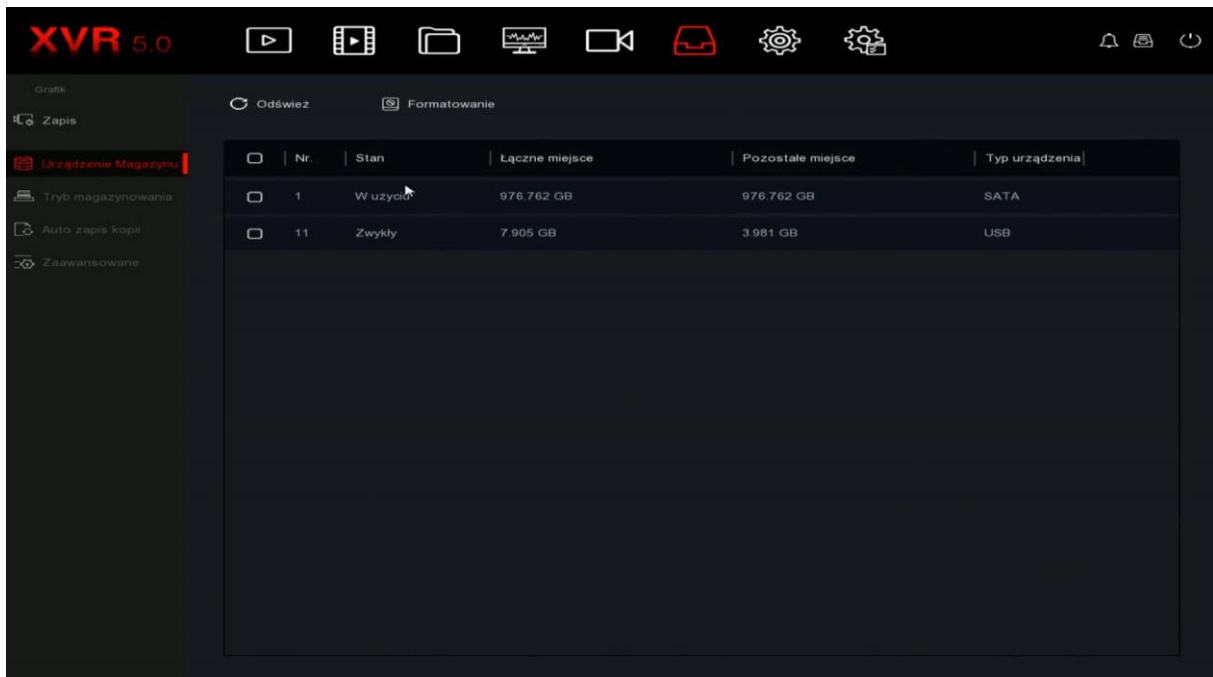 XVR 5.0
Grafik
Zapis
Urządzenie Magazynu
Tryb magazynowania
Auto zapis kopii
Zaawansowane
Odśwież Formatowanie
Nr. Stan Łączne miejsce Pozostałe miejsce Typ urządzenia
1 W użyciu 976.762 GB 976.762 GB SATA
11 Zwykły 7.905 GB 3.981 GB USB